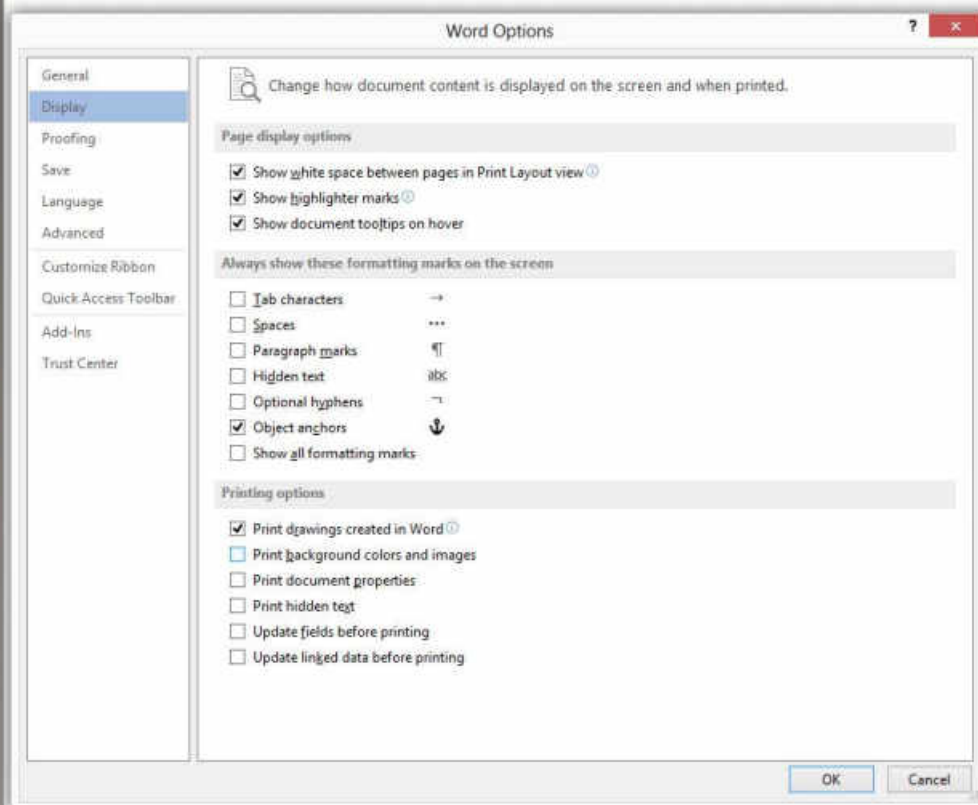 Word Options
?
×
General
Display
Proofing
Save
Language
Advanced
Customize Ribbon
Quick Access Toolbar
Add-Ins
Trust Center
Change how document content is displayed on the screen and when printed.
Page display options
Show white space between pages in Print Layout view
Show highlighter marks
Show document tooltips on hover
Always show these formatting marks on the screen
Tab characters →
Spaces •••
Paragraph marks ¶
Hidden text abc
Optional hyphens ¬
Object anchors
Show all formatting marks
Printing options
Print drawings created in Word
Print background colors and images
Print document properties
Print hidden text
Update fields before printing
Update linked data before printing
OK Cancel